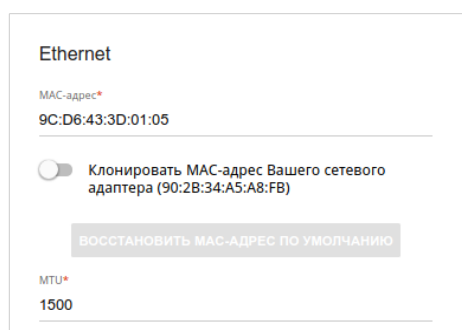 Ethernet
MAC-адрес*
9C:D6:43:3D:01:05
Клонировать MAC-адрес Вашего сетевого
адаптера (90:2B:34:A5:A8:FB)
ВОССТАНОВИТЬ MAC-АДРЕС ПО УМОЛЧАНИЮ
MTU*
1500